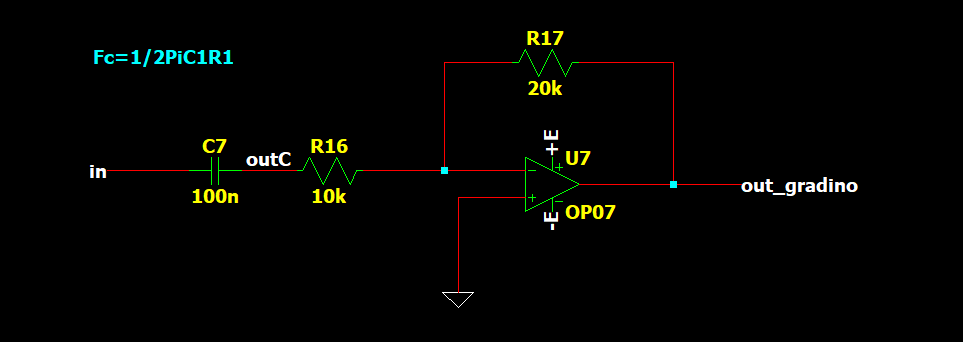 R17
Fc=1/2PiC1R1
20k
C7
outC
R16
+E
U7
in
100n
10k
-E
OP07
out_gradino